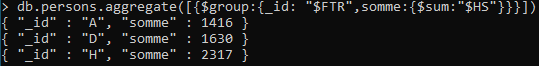 > db.persons.aggregate([{$group:{_id: "$FTR",somme:{$sum:"$HS"}}}])
{ "_id" : "A", "somme" : 1416 }
{ "_id" : "D", "somme" : 1630 }
{ "_id" : "H", "somme" : 2317 }